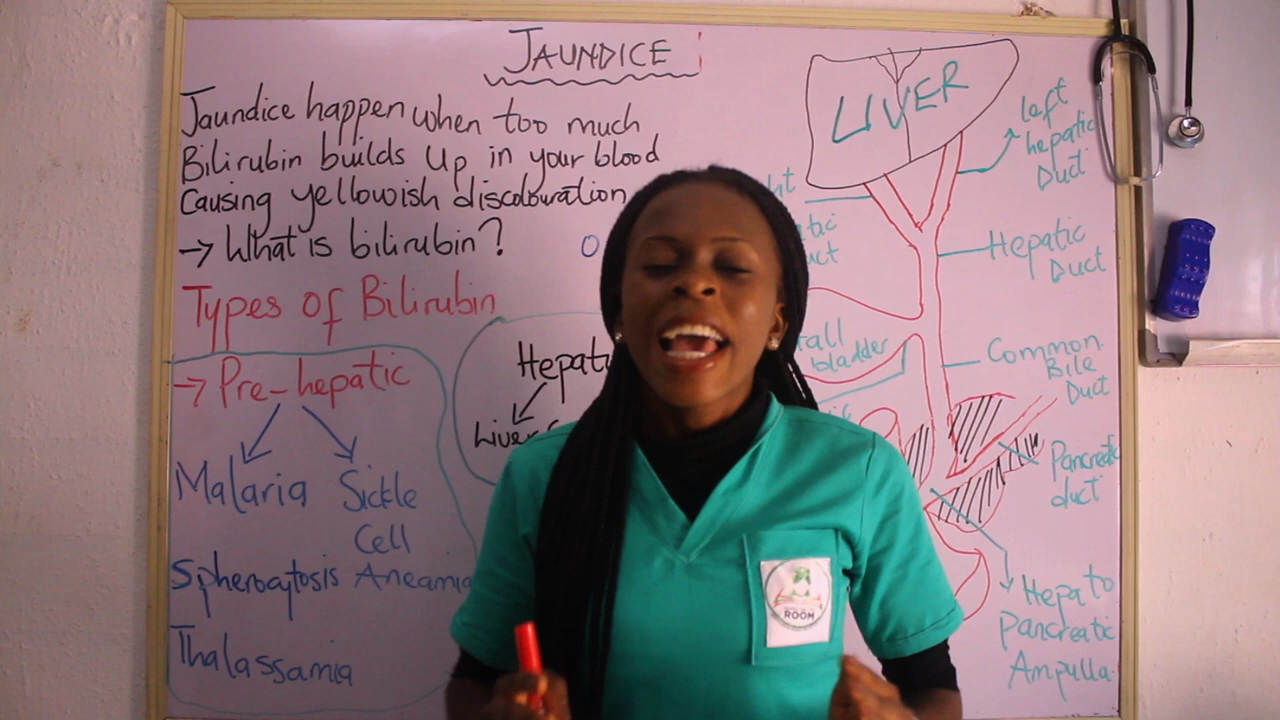 JAUNDICE
Jaundice happen when too much
Bilirubin builds Up in your blood
Causing yellowish discolouration
→ What is bilirubin?
Types of Bilirubin
→ Pre-hepatic
Malaria
Sickle
Cell
Aneamia
Spherocytosis
Thalassamia
Liver
LIVER
left
hepatic
Duct
Hepatic
Duct
bladder
Common
Bile
Duct
Pancreatic
duct
Hepato
Pancreatic
Ampulla
ROOM